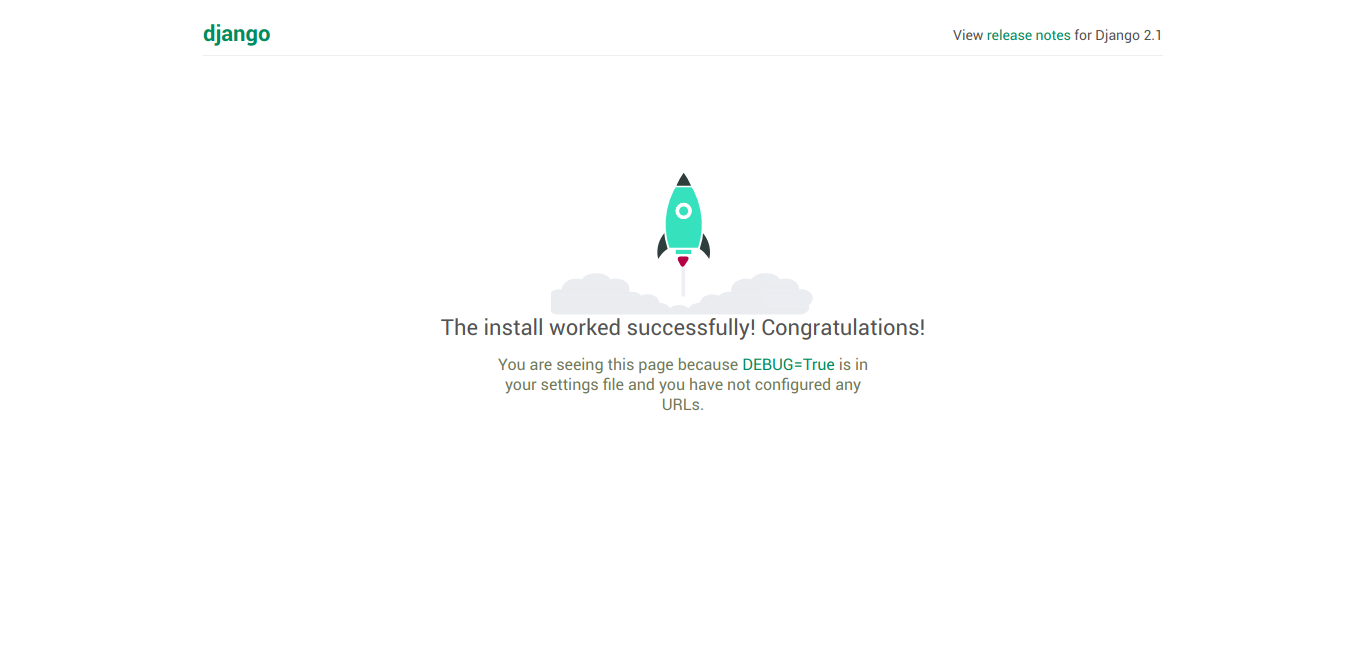 django
View release notes for Django 2.1
The install worked successfully! Congratulations!
You are seeing this page because DEBUG=True is in
your settings file and you have not configured any
URLs.